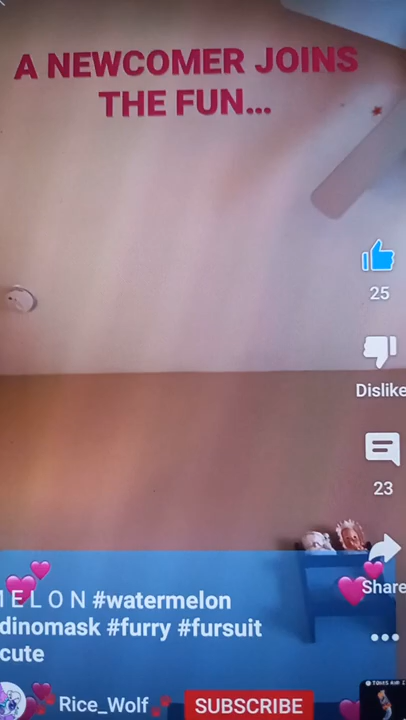 A NEWCOMER JOINS
THE FUN...
25
Dislike
23
Share
M E L O N #watermelon
dinomask #furry #fursuit
cute
Rice_Wolf
SUBSCRIBE